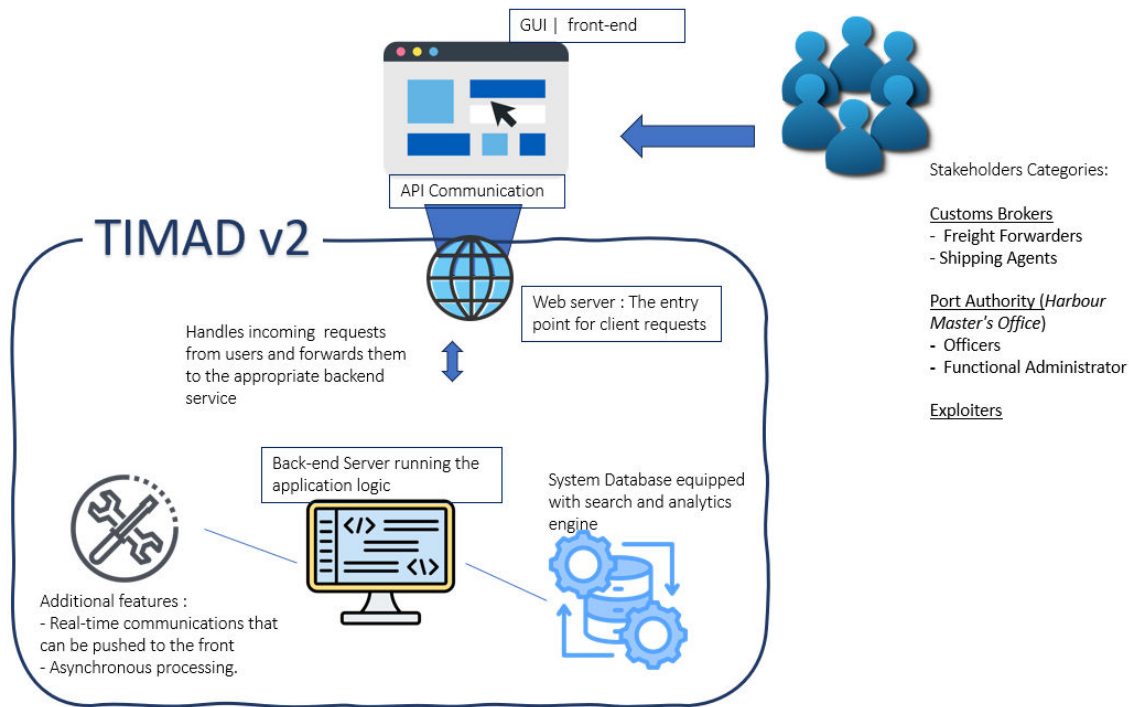 GUI | front-end
API Communication
TIMAD v2
Web server : The entry
point for client requests
Handles incoming requests
from users and forwards them
to the appropriate backend
service
Back-end Server running the
application logic
</>
</>
System Database equipped
with search and analytics
engine
Additional features :
- Real-time communications that
can be pushed to the front
- Asynchronous processing.
Stakeholders Categories:
Customs Brokers
- Freight Forwarders
- Shipping Agents
Port Authority (Harbour
Master's Office)
- Officers
- Functional Administrator
Exploiters